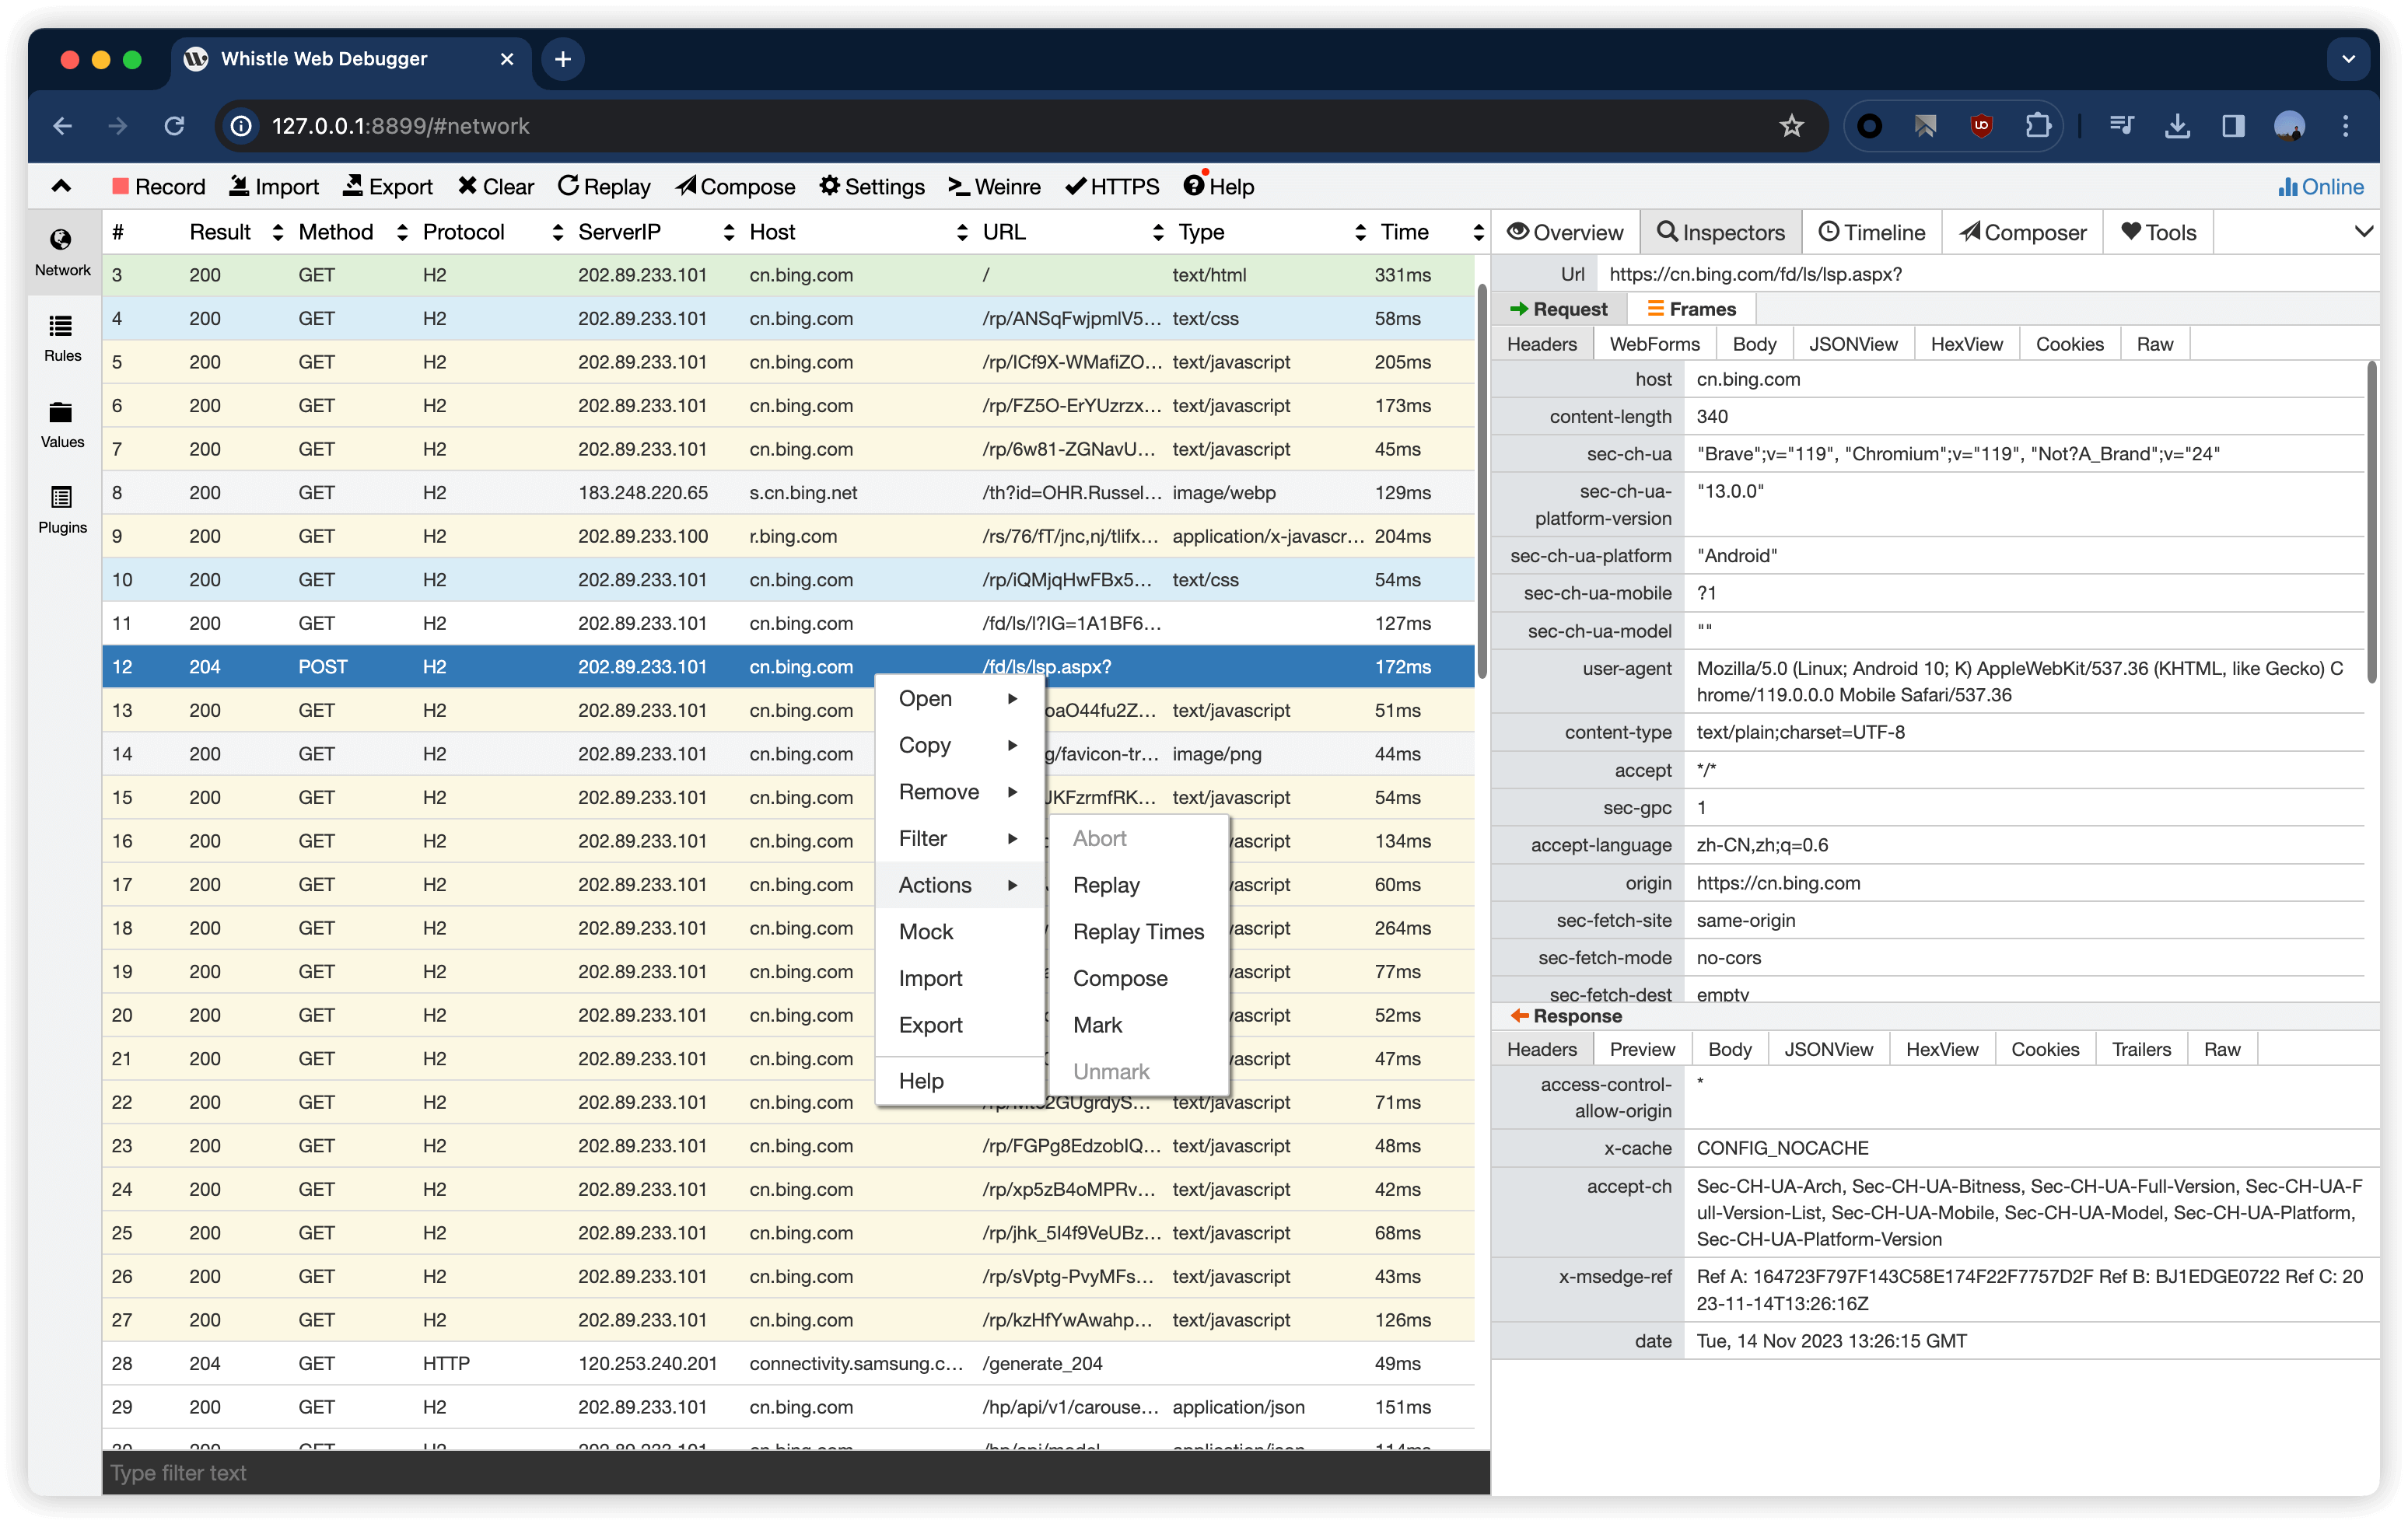 Whistle Web Debugger
127.0.0.1:8899/#network
Record Import Export Clear Replay Compose Settings Weinre HTTPS Help Online
Network
Rules
Values
Plugins
# Result Method Protocol ServerIP Host URL Type Time
3 200 GET H2 202.89.233.101 cn.bing.com / text/html 331ms
4 200 GET H2 202.89.233.101 cn.bing.com /rp/ANSqFwjpmlV5... text/css 58ms
5 200 GET H2 202.89.233.101 cn.bing.com /rp/ICf9X-WMafiZO... text/javascript 205ms
6 200 GET H2 202.89.233.101 cn.bing.com /rp/FZ5O-ErYUzrzx... text/javascript 173ms
7 200 GET H2 202.89.233.101 cn.bing.com /rp/6w81-ZGNavU... text/javascript 45ms
8 200 GET H2 183.248.220.65 s.cn.bing.net /th?id=OHR.Russel... image/webp 129ms
9 200 GET H2 202.89.233.100 r.bing.com /rs/76/fT/jnc,nj/tlifx... application/x-javascr... 204ms
10 200 GET H2 202.89.233.101 cn.bing.com /rp/iQMjqHwFBx5... text/css 54ms
11 200 GET H2 202.89.233.101 cn.bing.com /fd/ls/l?IG=1A1BF6... 127ms
12 204 POST H2 202.89.233.101 cn.bing.com /fd/ls/lsp.aspx? 172ms
13 200 GET H2 202.89.233.101 cn.bing.com oaO44fu2Z... text/javascript 51ms
14 200 GET H2 202.89.233.101 cn.bing.com g/favicon-tr... image/png 44ms
15 200 GET H2 202.89.233.101 cn.bing.com JKFzrmfRK... text/javascript 54ms
16 200 GET H2 202.89.233.101 cn.bing.com vascript 134ms
17 200 GET H2 202.89.233.101 cn.bing.com vascript 60ms
18 200 GET H2 202.89.233.101 cn.bing.com vascript 264ms
19 200 GET H2 202.89.233.101 cn.bing.com vascript 77ms
20 200 GET H2 202.89.233.101 cn.bing.com vascript 52ms
21 200 GET H2 202.89.233.101 cn.bing.com vascript 47ms
22 200 GET H2 202.89.233.101 cn.bing.com text/javascript 71ms
23 200 GET H2 202.89.233.101 cn.bing.com /rp/FGPg8EdzobIQ... text/javascript 48ms
24 200 GET H2 202.89.233.101 cn.bing.com /rp/xp5zB4oMPRv... text/javascript 42ms
25 200 GET H2 202.89.233.101 cn.bing.com /rp/jhk_5I4f9VeUBz... text/javascript 68ms
26 200 GET H2 202.89.233.101 cn.bing.com /rp/sVptg-PvyMFs... text/javascript 43ms
27 200 GET H2 202.89.233.101 cn.bing.com /rp/kzHfYwAwahp... text/javascript 126ms
28 204 GET HTTP 120.253.240.201 connectivity.samsung.c... /generate_204 49ms
29 200 GET H2 202.89.233.101 cn.bing.com /hp/api/v1/carouse... application/json 151ms
30 200 GET H2 202.89.233.101 cn.bing.com /hp/api/model application/json 114ms
Type filter text
Open
Copy
Remove
Filter
Actions
Mock
Import
Export
Help
Abort
Replay
Replay Times
Compose
Mark
Unmark
Overview Inspectors Timeline Composer Tools
Url https://cn.bing.com/fd/ls/lsp.aspx?
Request Frames
Headers WebForms Body JSONView HexView Cookies Raw
host cn.bing.com
content-length 340
sec-ch-ua "Brave";v="119", "Chromium";v="119", "Not?A_Brand";v="24"
sec-ch-ua- "13.0.0"
platform-version
sec-ch-ua-platform "Android"
sec-ch-ua-mobile ?1
sec-ch-ua-model ""
user-agent Mozilla/5.0 (Linux; Android 10; K) AppleWebKit/537.36 (KHTML, like Gecko) C
hrome/119.0.0.0 Mobile Safari/537.36
content-type text/plain;charset=UTF-8
accept */*
sec-gpc 1
accept-language zh-CN,zh;q=0.6
origin https://cn.bing.com
sec-fetch-site same-origin
sec-fetch-mode no-cors
sec-fetch-dest empty
Response
Headers Preview Body JSONView HexView Cookies Trailers Raw
access-control- *
allow-origin
x-cache CONFIG_NOCACHE
accept-ch Sec-CH-UA-Arch, Sec-CH-UA-Bitness, Sec-CH-UA-Full-Version, Sec-CH-UA-F
ull-Version-List, Sec-CH-UA-Mobile, Sec-CH-UA-Model, Sec-CH-UA-Platform,
Sec-CH-UA-Platform-Version
x-msedge-ref Ref A: 164723F797F143C58E174F22F7757D2F Ref B: BJ1EDGE0722 Ref C: 20
23-11-14T13:26:16Z
date Tue, 14 Nov 2023 13:26:15 GMT